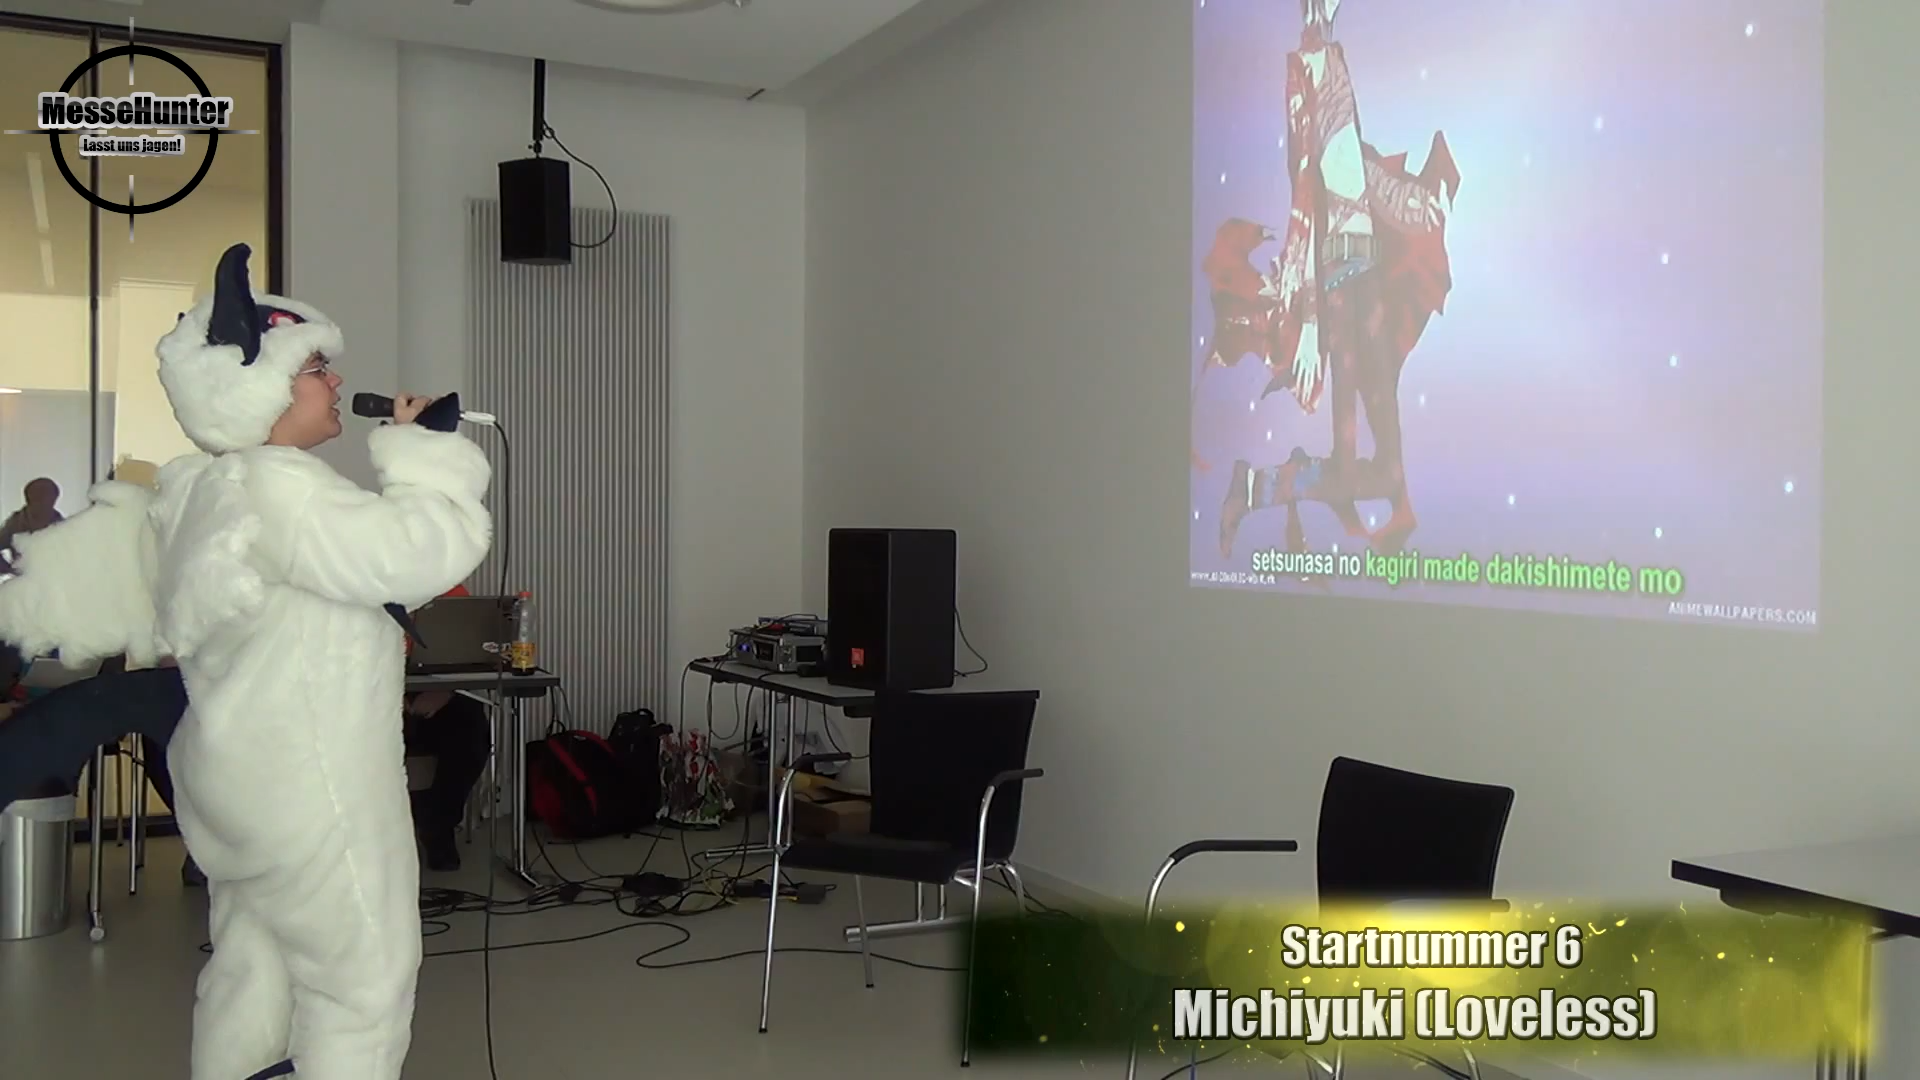 MesseHunter
Lasst uns jagen!
setsunasa no kagiri made dakishimete mo
ANIMEWALLPAPERS.COM
Startnummer 6
Michiyuki (Loveless)